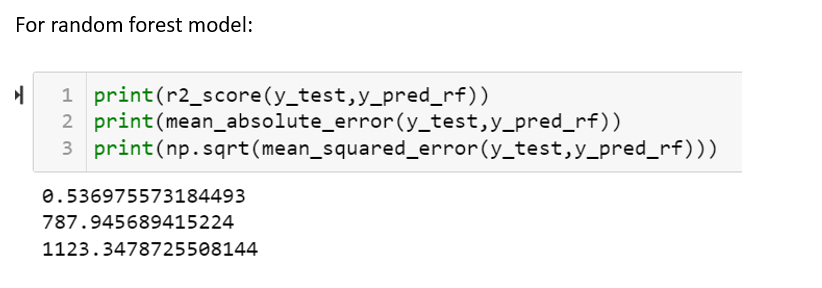 For random forest model:
1 print(r2_score(y_test,y_pred_rf))
2 print(mean_absolute_error(y_test,y_pred_rf))
3 print(np.sqrt(mean_squared_error(y_test,y_pred_rf)))
0.536975573184493
787.945689415224
1123.3478725508144